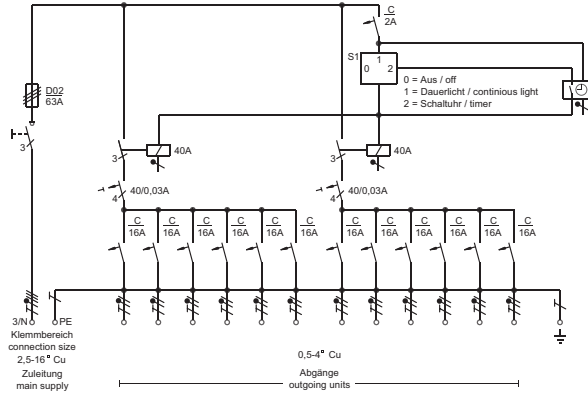 C
2A
S1
1
0 2
D02
63A
0 = Aus / off
1 = Dauerlicht / continious light
2 = Schaltuhr / timer
3
3
40A
3
40A
4
40/0,03A
4
40/0,03A
C
16A
C
16A
C
16A
C
16A
C
16A
C
16A
C
16A
C
16A
C
16A
C
16A
C
16A
C
16A
3/N
PE
Klemmbereich
connection size
2,5-16▫ Cu
0,5-4▫ Cu
Zuleitung
main supply
Abgänge
outgoing units